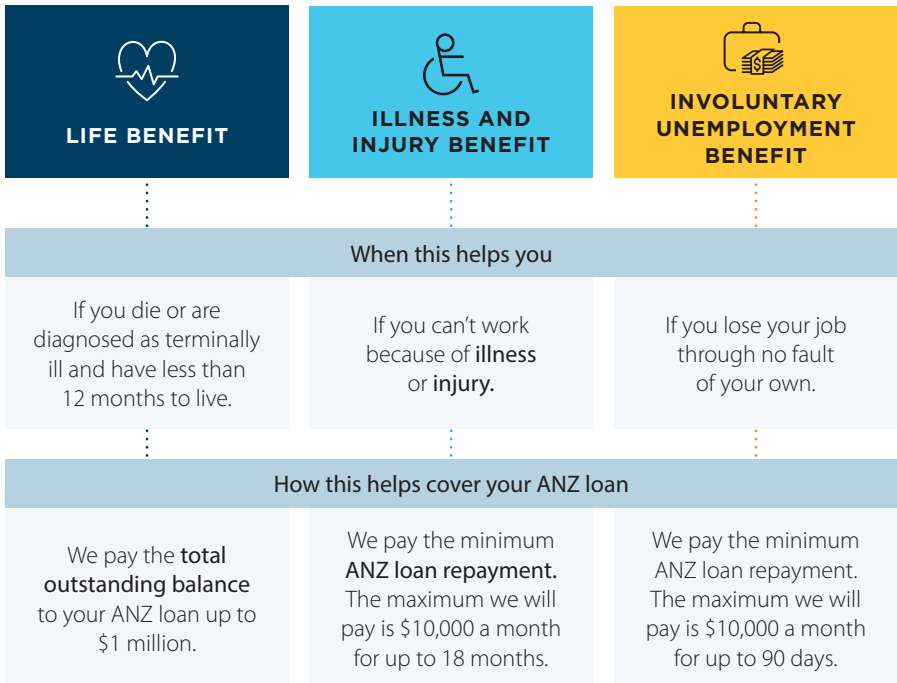 LIFE BENEFIT
ILLNESS AND
INJURY BENEFIT
$
INVOLUNTARY
UNEMPLOYMENT
BENEFIT
When this helps you
If you die or are
diagnosed as terminally
ill and have less than
12 months to live.
If you can’t work
because of illness
or injury.
If you lose your job
through no fault
of your own.
How this helps cover your ANZ loan
We pay the total
outstanding balance
to your ANZ loan up to
$1 million.
We pay the minimum
ANZ loan repayment.
The maximum we will
pay is $10,000 a month
for up to 18 months.
We pay the minimum
ANZ loan repayment.
The maximum we will
pay is $10,000 a month
for up to 90 days.